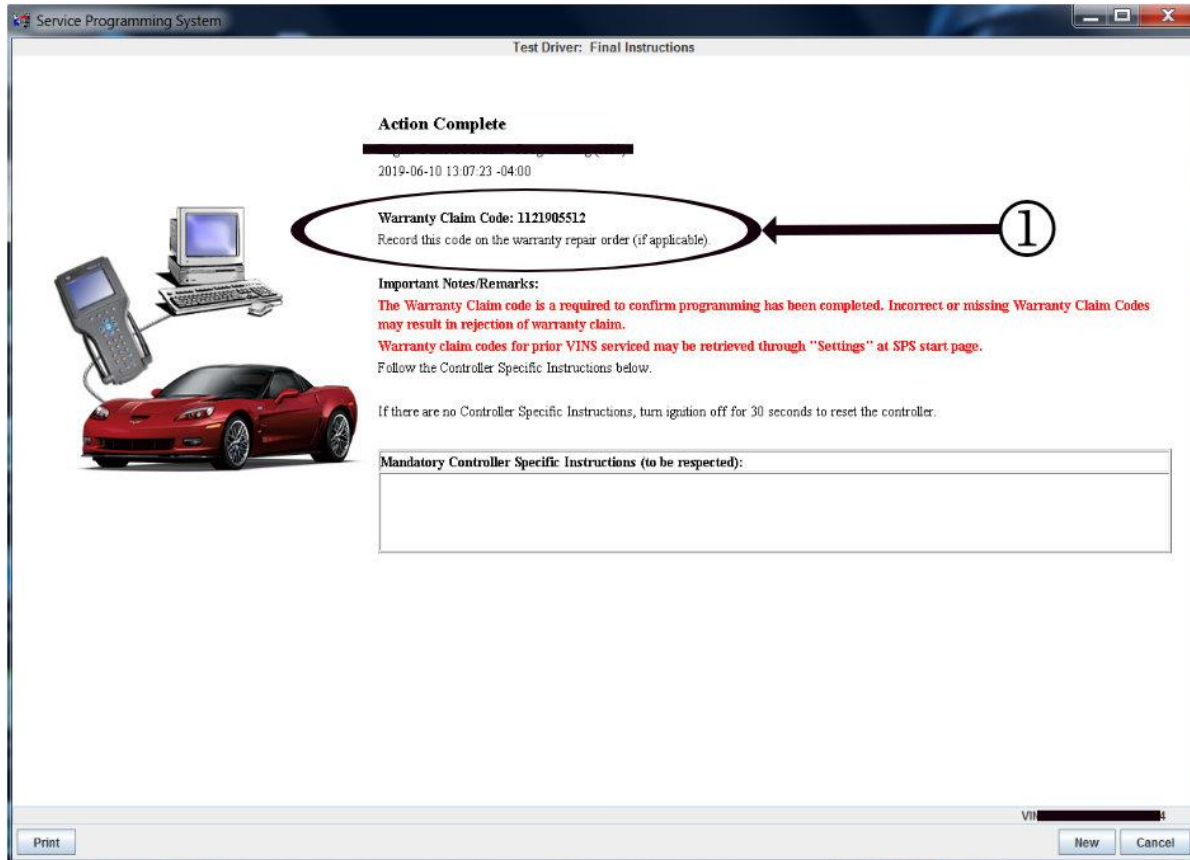 Service Programming System
Test Driver: Final Instructions
Action Complete
2019-06-10 13:07:23 -04:00
Warranty Claim Code: 1121905512
Record this code on the warranty repair order (if applicable).
1
Important Notes/Remarks:
The Warranty Claim code is a required to confirm programming has been completed. Incorrect or missing Warranty Claim Codes
may result in rejection of warranty claim.
Warranty claim codes for prior VINS serviced may be retrieved through "Settings" at SPS start page.
Follow the Controller Specific Instructions below.
If there are no Controller Specific Instructions, turn ignition off for 30 seconds to reset the controller.
Mandatory Controller Specific Instructions (to be respected):
VIN 4
Print New Cancel